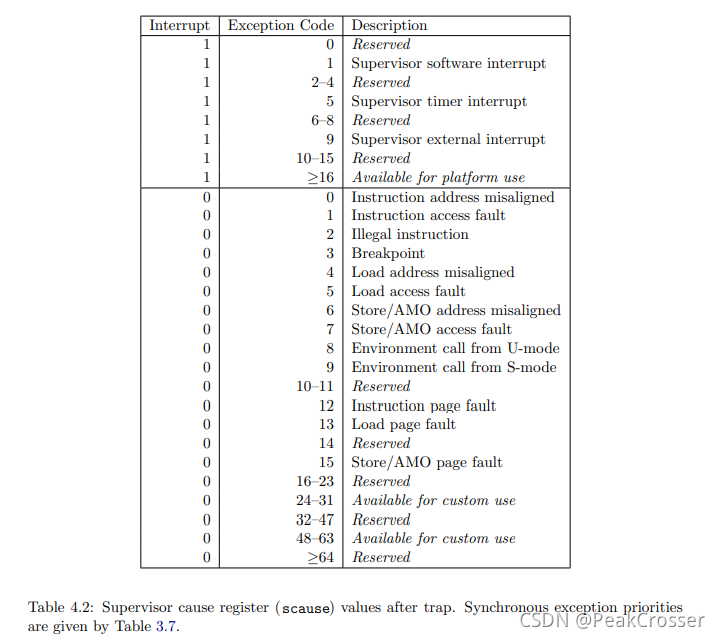 Interrupt Exception Code Description
1 0 Reserved
1 1 Supervisor software interrupt
1 2–4 Reserved
1 5 Supervisor timer interrupt
1 6–8 Reserved
1 9 Supervisor external interrupt
1 10–15 Reserved
1 ≥16 Available for platform use
0 0 Instruction address misaligned
0 1 Instruction access fault
0 2 Illegal instruction
0 3 Breakpoint
0 4 Load address misaligned
0 5 Load access fault
0 6 Store/AMO address misaligned
0 7 Store/AMO access fault
0 8 Environment call from U-mode
0 9 Environment call from S-mode
0 10–11 Reserved
0 12 Instruction page fault
0 13 Load page fault
0 14 Reserved
0 15 Store/AMO page fault
0 16–23 Reserved
0 24–31 Available for custom use
0 32–47 Reserved
0 48–63 Available for custom use
0 ≥64 Reserved
Table 4.2: Supervisor cause register (scause) values after trap. Synchronous exception priorities
are given by Table 3.7.
CSDN @PeakCrosser